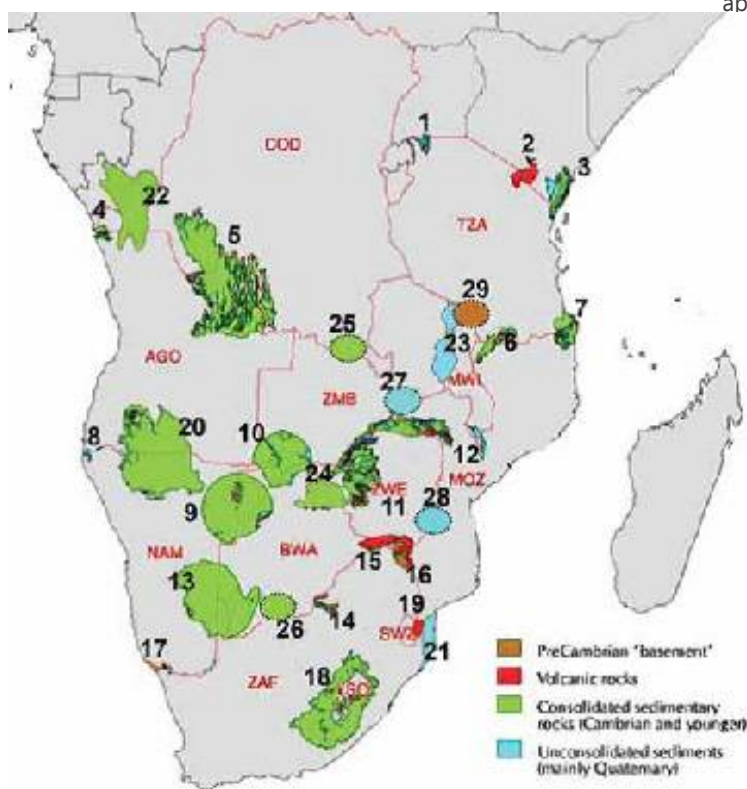 ap
1
2
3
COD
4
22
5
TZA
29
7
25
6
23
AGO
MWI
27
ZMB
20
10
8
12
24
MOZ
ZWE
28
9
11
NAM
BWA
15
13
16
19
14
26
SWZ
17
21
18
ZAF
LSO
PreCambrian "basement"
Volcanic rocks
Consolidated sedimentary
rocks (Cambrian and younger)
Unconsolidated sediments
(mainly Quaternary)